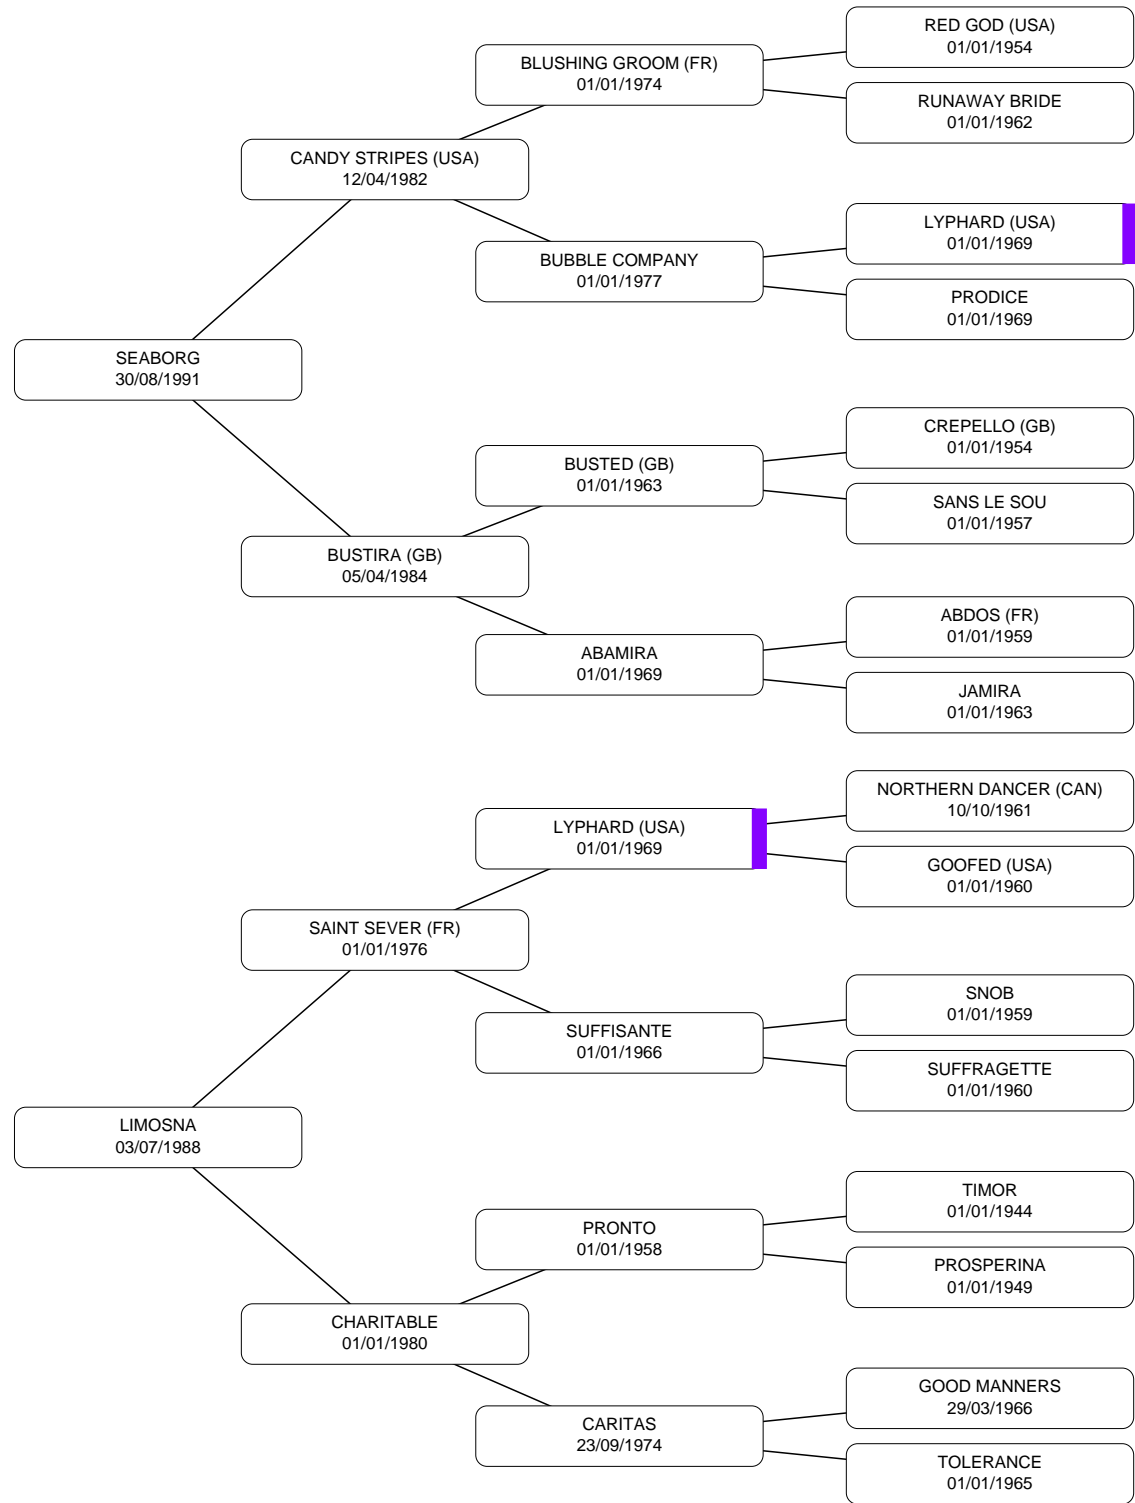 RED GOD (USA)
01/01/1954
BLUSHING GROOM (FR)
01/01/1974
RUNAWAY BRIDE
01/01/1962
CANDY STRIPES (USA)
12/04/1982
LYPHARD (USA)
01/01/1969
BUBBLE COMPANY
01/01/1977
PRODICE
01/01/1969
SEABORG
30/08/1991
CREPELLO (GB)
01/01/1954
BUSTED (GB)
01/01/1963
SANS LE SOU
01/01/1957
BUSTIRA (GB)
05/04/1984
ABDOS (FR)
01/01/1959
ABAMIRA
01/01/1969
JAMIRA
01/01/1963
NORTHERN DANCER (CAN)
10/10/1961
LYPHARD (USA)
01/01/1969
GOOFED (USA)
01/01/1960
SAINT SEVER (FR)
01/01/1976
SNOB
01/01/1959
SUFFISANTE
01/01/1966
SUFFRAGETTE
01/01/1960
LIMOSNA
03/07/1988
TIMOR
01/01/1944
PRONTO
01/01/1958
PROSPERINA
01/01/1949
CHARITABLE
01/01/1980
GOOD MANNERS
29/03/1966
CARITAS
23/09/1974
TOLERANCE
01/01/1965